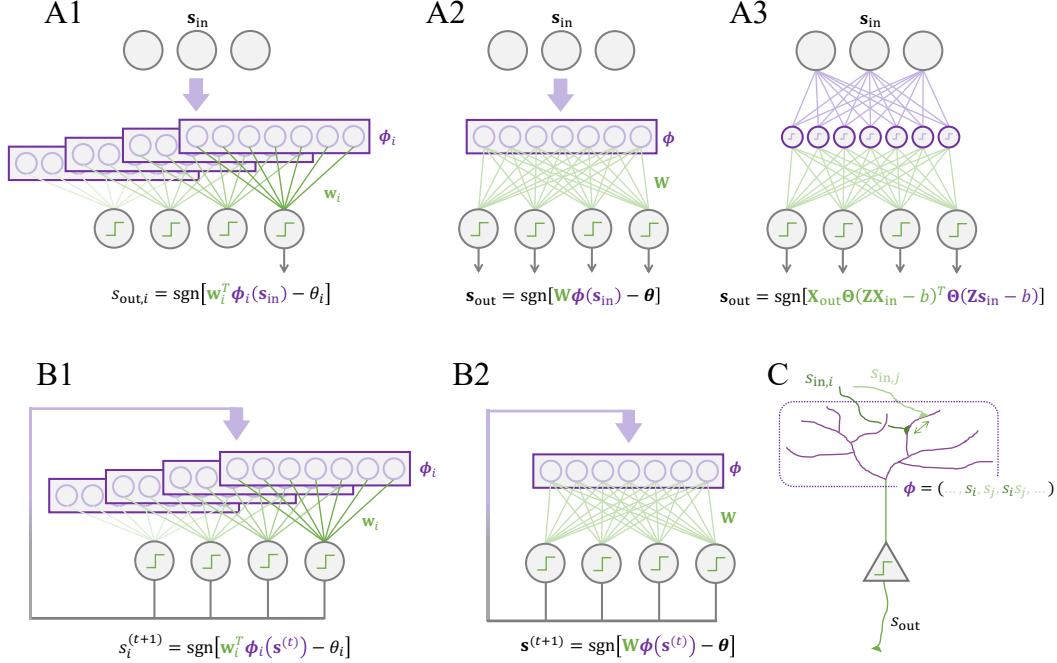 A1
A2
A3
s_in
s_in
s_in
ϕ_i
ϕ
w_i
W
s_out,i = sgn[w_i^T ϕ_i(s_in) − θ_i]
s_out = sgn[Wϕ(s_in) − θ]
s_out = sgn[X_out Θ(ZX_in − b)^T Θ(Zs_in − b)]
B1
B2
C
s_in,i
s_in,j
ϕ_i
ϕ
ϕ = (… , s_i, s_j, s_i s_j, …)
w_i
W
s_out
s_i^(t+1) = sgn[w_i^T ϕ_i(s^(t)) − θ_i]
s^(t+1) = sgn[Wϕ(s^(t)) − θ]